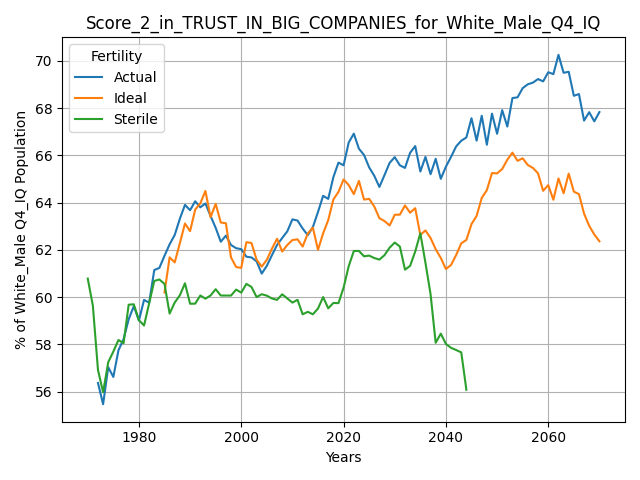 Score_2_in_TRUST_IN_BIG_COMPANIES_for_White_Male_Q4_IQ
Fertility
Actual
Ideal
Sterile
% of White_Male Q4_IQ Population
70
68
66
64
62
60
58
56
1980
2000
2020
2040
2060
Years